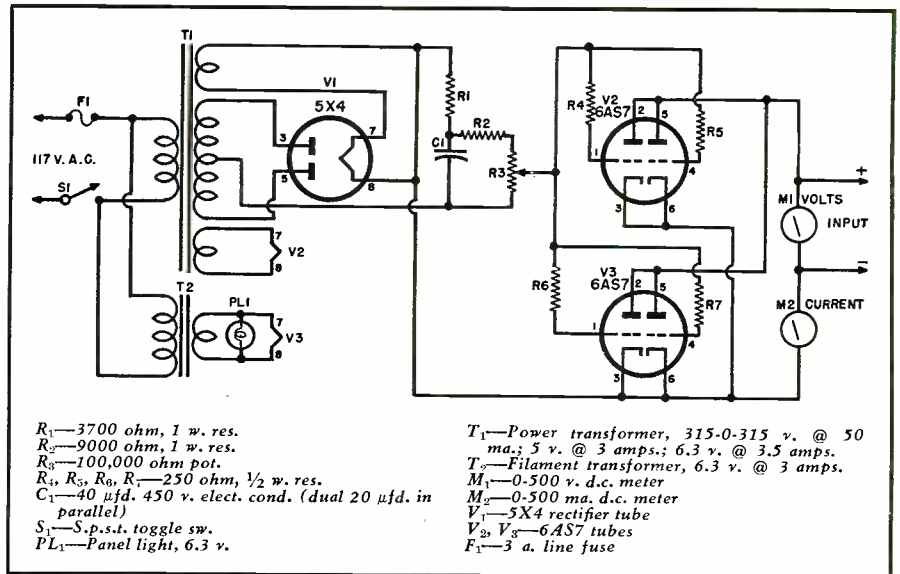 T1
F1
V1
5X4
R1
R2
C1
R3
3
5
7
8
117 V. A.C.
S1
7
V2
8
T2
PL1
7
V3
8
R4
V2
6AS7
2
5
R5
1
4
3
6
R6
V3
6AS7
2
5
R7
1
4
3
6
+
M1 VOLTS
INPUT
–
M2 CURRENT
R₁—3700 ohm, 1 w. res.
R₂—9000 ohm, 1 w. res.
R₃—100,000 ohm pot.
R₄, R₅, R₆, R₇—250 ohm, ½ w. res.
C₁—40 μfd. 450 v. elect. cond. (dual 20 μfd. in
parallel)
S₁—S.p.s.t. toggle sw.
PL₁—Panel light, 6.3 v.
T₁—Power transformer, 315-0-315 v. @ 50
ma.; 5 v. @ 3 amps.; 6.3 v. @ 3.5 amps.
T₂—Filament transformer, 6.3 v. @ 3 amps.
M₁—0-500 v. d.c. meter
M₂—0-500 ma. d.c. meter
V₁—5X4 rectifier tube
V₂, V₃—6AS7 tubes
F₁—3 a. line fuse